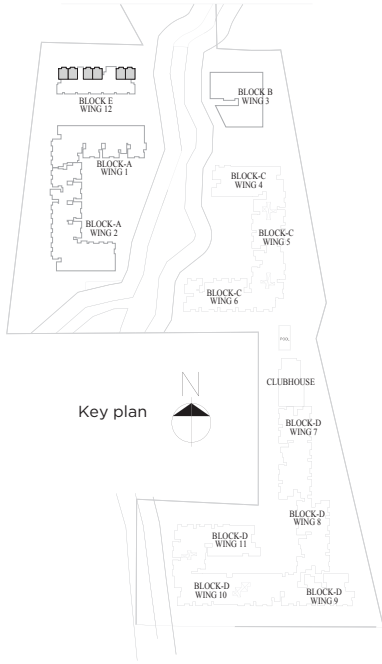 BLOCK E
WING 12
BLOCK B
WING 3
BLOCK-A
WING 1
BLOCK-C
WING 4
BLOCK-A
WING 2
BLOCK-C
WING 5
BLOCK-C
WING 6
POOL
CLUBHOUSE
N
Key plan
BLOCK-D
WING 7
BLOCK-D
WING 8
BLOCK-D
WING 11
BLOCK-D
WING 10
BLOCK-D
WING 9